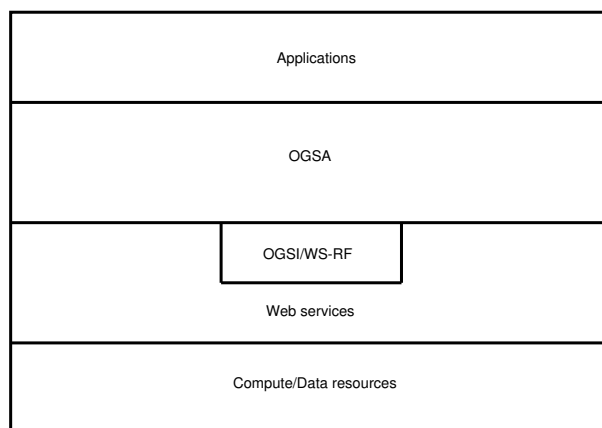 Applications
OGSA
OGSI/WS-RF
Web services
Compute/Data resources